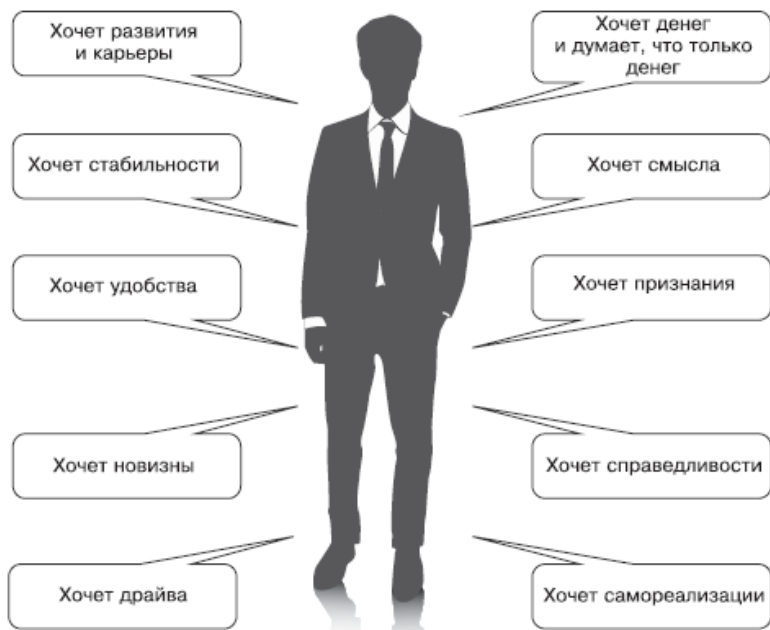 Хочет развития
и карьеры
Хочет денег
и думает, что только
денег
Хочет стабильности
Хочет смысла
Хочет удобства
Хочет признания
Хочет новизны
Хочет справедливости
Хочет драйва
Хочет самореализации